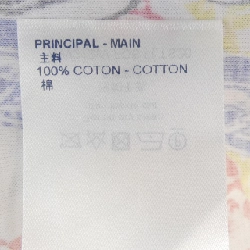 PRINCIPAL - MAIN
主料
100% COTON - COTTON
棉